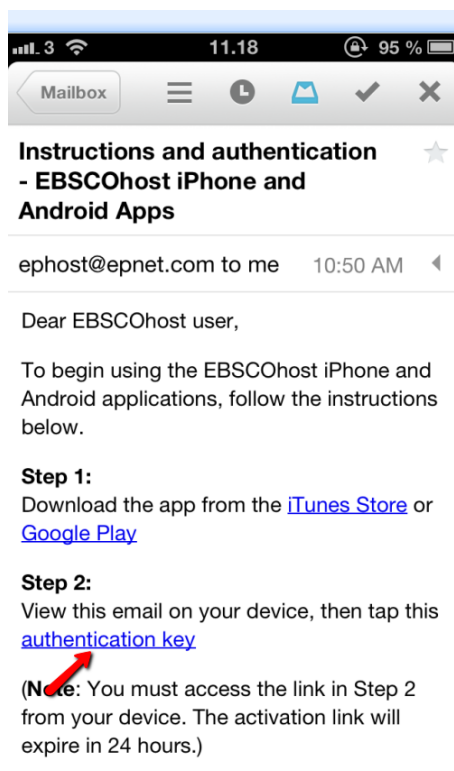 3 11.18 95 %
Mailbox
Instructions and authentication
- EBSCOhost iPhone and
Android Apps
ephost@epnet.com to me 10:50 AM
Dear EBSCOhost user,
To begin using the EBSCOhost iPhone and
Android applications, follow the instructions
below.
Step 1:
Download the app from the iTunes Store or
Google Play
Step 2:
View this email on your device, then tap this
authentication key
(Note: You must access the link in Step 2
from your device. The activation link will
expire in 24 hours.)